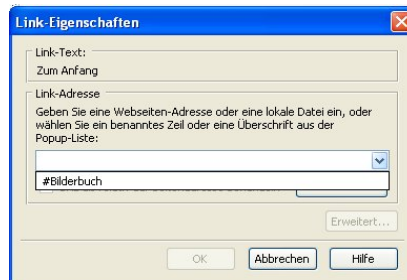 Link-Eigenschaften
Link-Text:
Zum Anfang
Link-Adresse
Geben Sie eine Webseiten-Adresse oder eine lokale Datei ein, oder
wählen Sie ein benanntes Ziel oder eine Überschrift aus der
Popup-Liste:
#Bilderbuch
Erweitert...
OK
Abbrechen
Hilfe